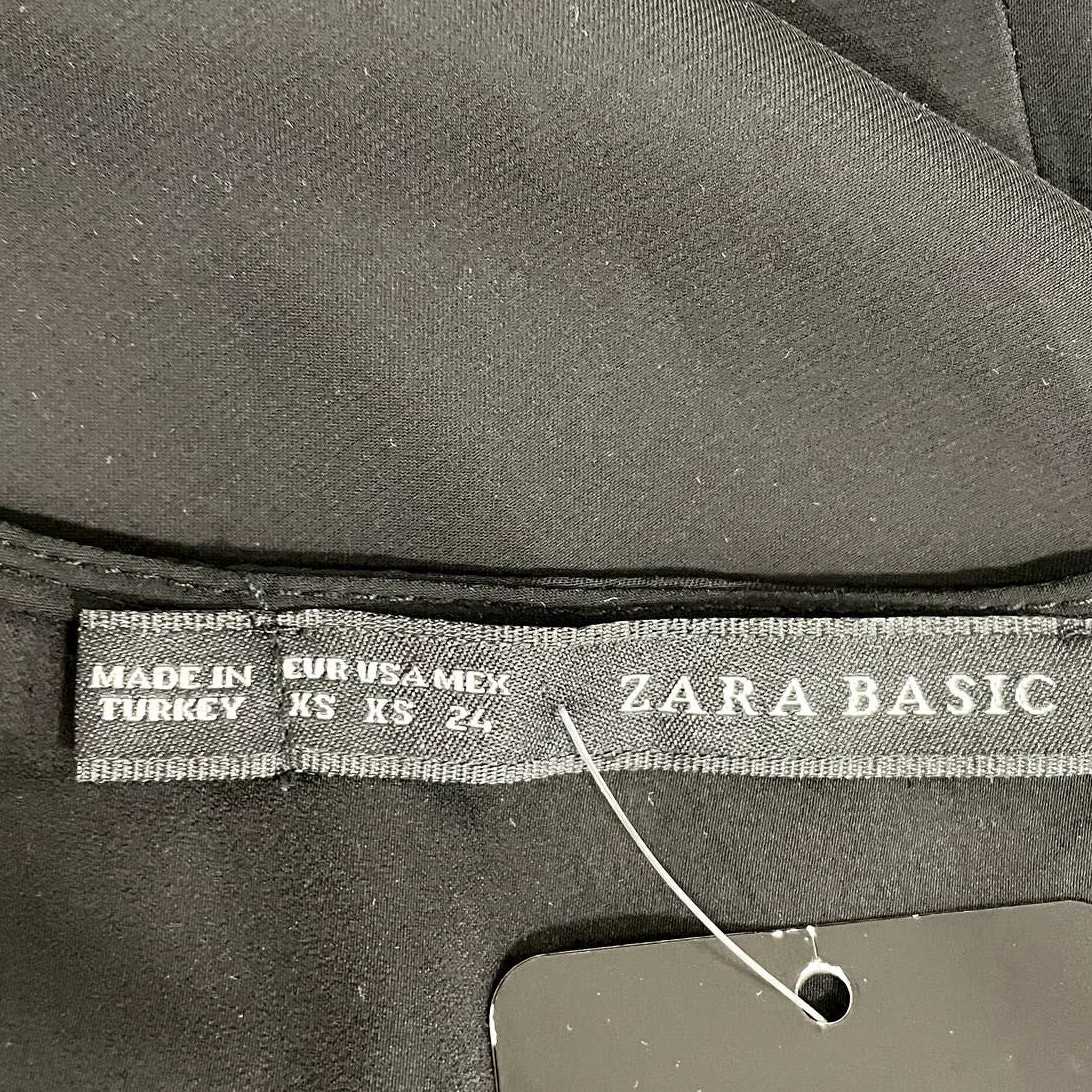 MADE IN
TURKEY
EUR USA MEX
XS XS 24
ZARA BASIC